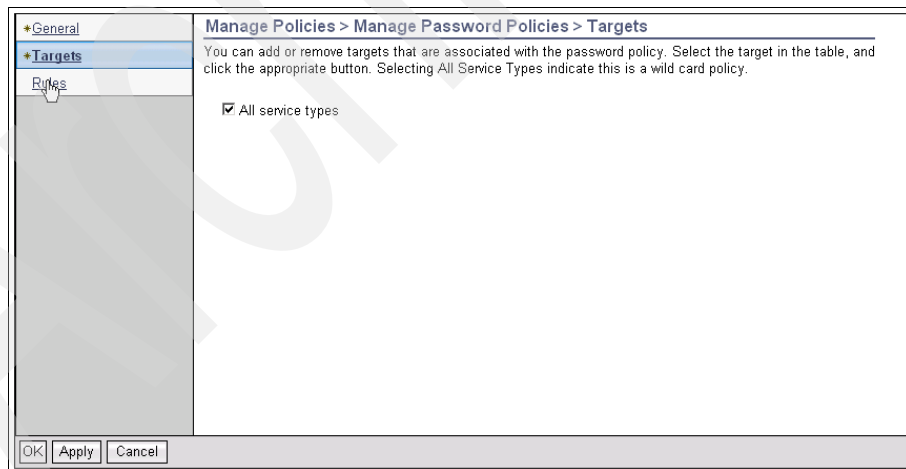 *General
*Targets
Rules
Manage Policies > Manage Password Policies > Targets
You can add or remove targets that are associated with the password policy. Select the target in the table, and
click the appropriate button. Selecting All Service Types indicate this is a wild card policy.
All service types
OK Apply Cancel